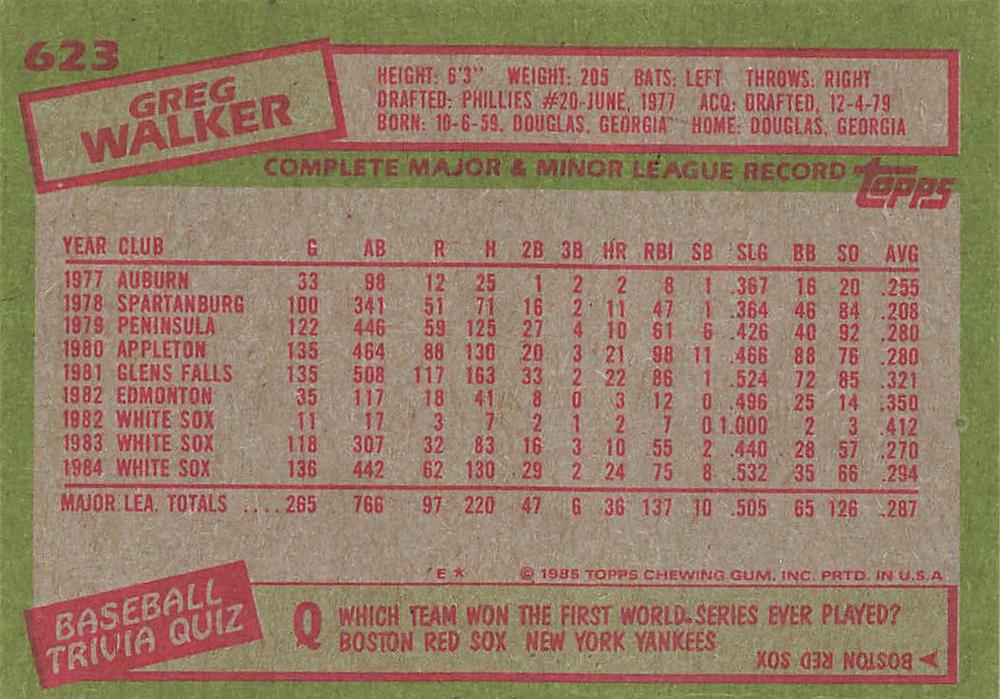 623
GREG
WALKER
HEIGHT: 6'3" WEIGHT: 205 BATS: LEFT THROWS: RIGHT
DRAFTED: PHILLIES #20-JUNE, 1977 ACQ: DRAFTED, 12-4-79
BORN: 10-6-59, DOUGLAS, GEORGIA HOME: DOUGLAS, GEORGIA
COMPLETE MAJOR & MINOR LEAGUE RECORD topps
YEAR CLUB G AB R H 2B 3B HR RBI SB SLG BB SO AVG
1977 AUBURN 33 98 12 25 1 2 2 8 1 .367 16 20 .255
1978 SPARTANBURG 100 341 51 71 16 2 11 47 1 .364 46 84 .208
1979 PENINSULA 122 446 59 125 27 4 10 61 6 .426 40 92 .280
1980 APPLETON 135 464 88 130 20 3 21 98 11 .466 88 76 .280
1981 GLENS FALLS 135 508 117 163 33 2 22 86 1 .524 72 85 .321
1982 EDMONTON 35 117 18 41 8 0 3 12 0 .496 25 14 .350
1982 WHITE SOX 11 17 3 7 2 1 2 7 0 1.000 2 3 .412
1983 WHITE SOX 118 307 32 83 16 3 10 55 2 .440 28 57 .270
1984 WHITE SOX 136 442 62 130 29 2 24 75 8 .532 35 66 .294
MAJOR LEA. TOTALS .... 265 766 97 220 47 6 36 137 10 .505 65 126 .287
E * © 1985 TOPPS CHEWING GUM, INC. PRTD. IN U.S.A
BASEBALL
TRIVIA QUIZ
Q WHICH TEAM WON THE FIRST WORLD SERIES EVER PLAYED?
BOSTON RED SOX NEW YORK YANKEES
BOSTON RED SOX